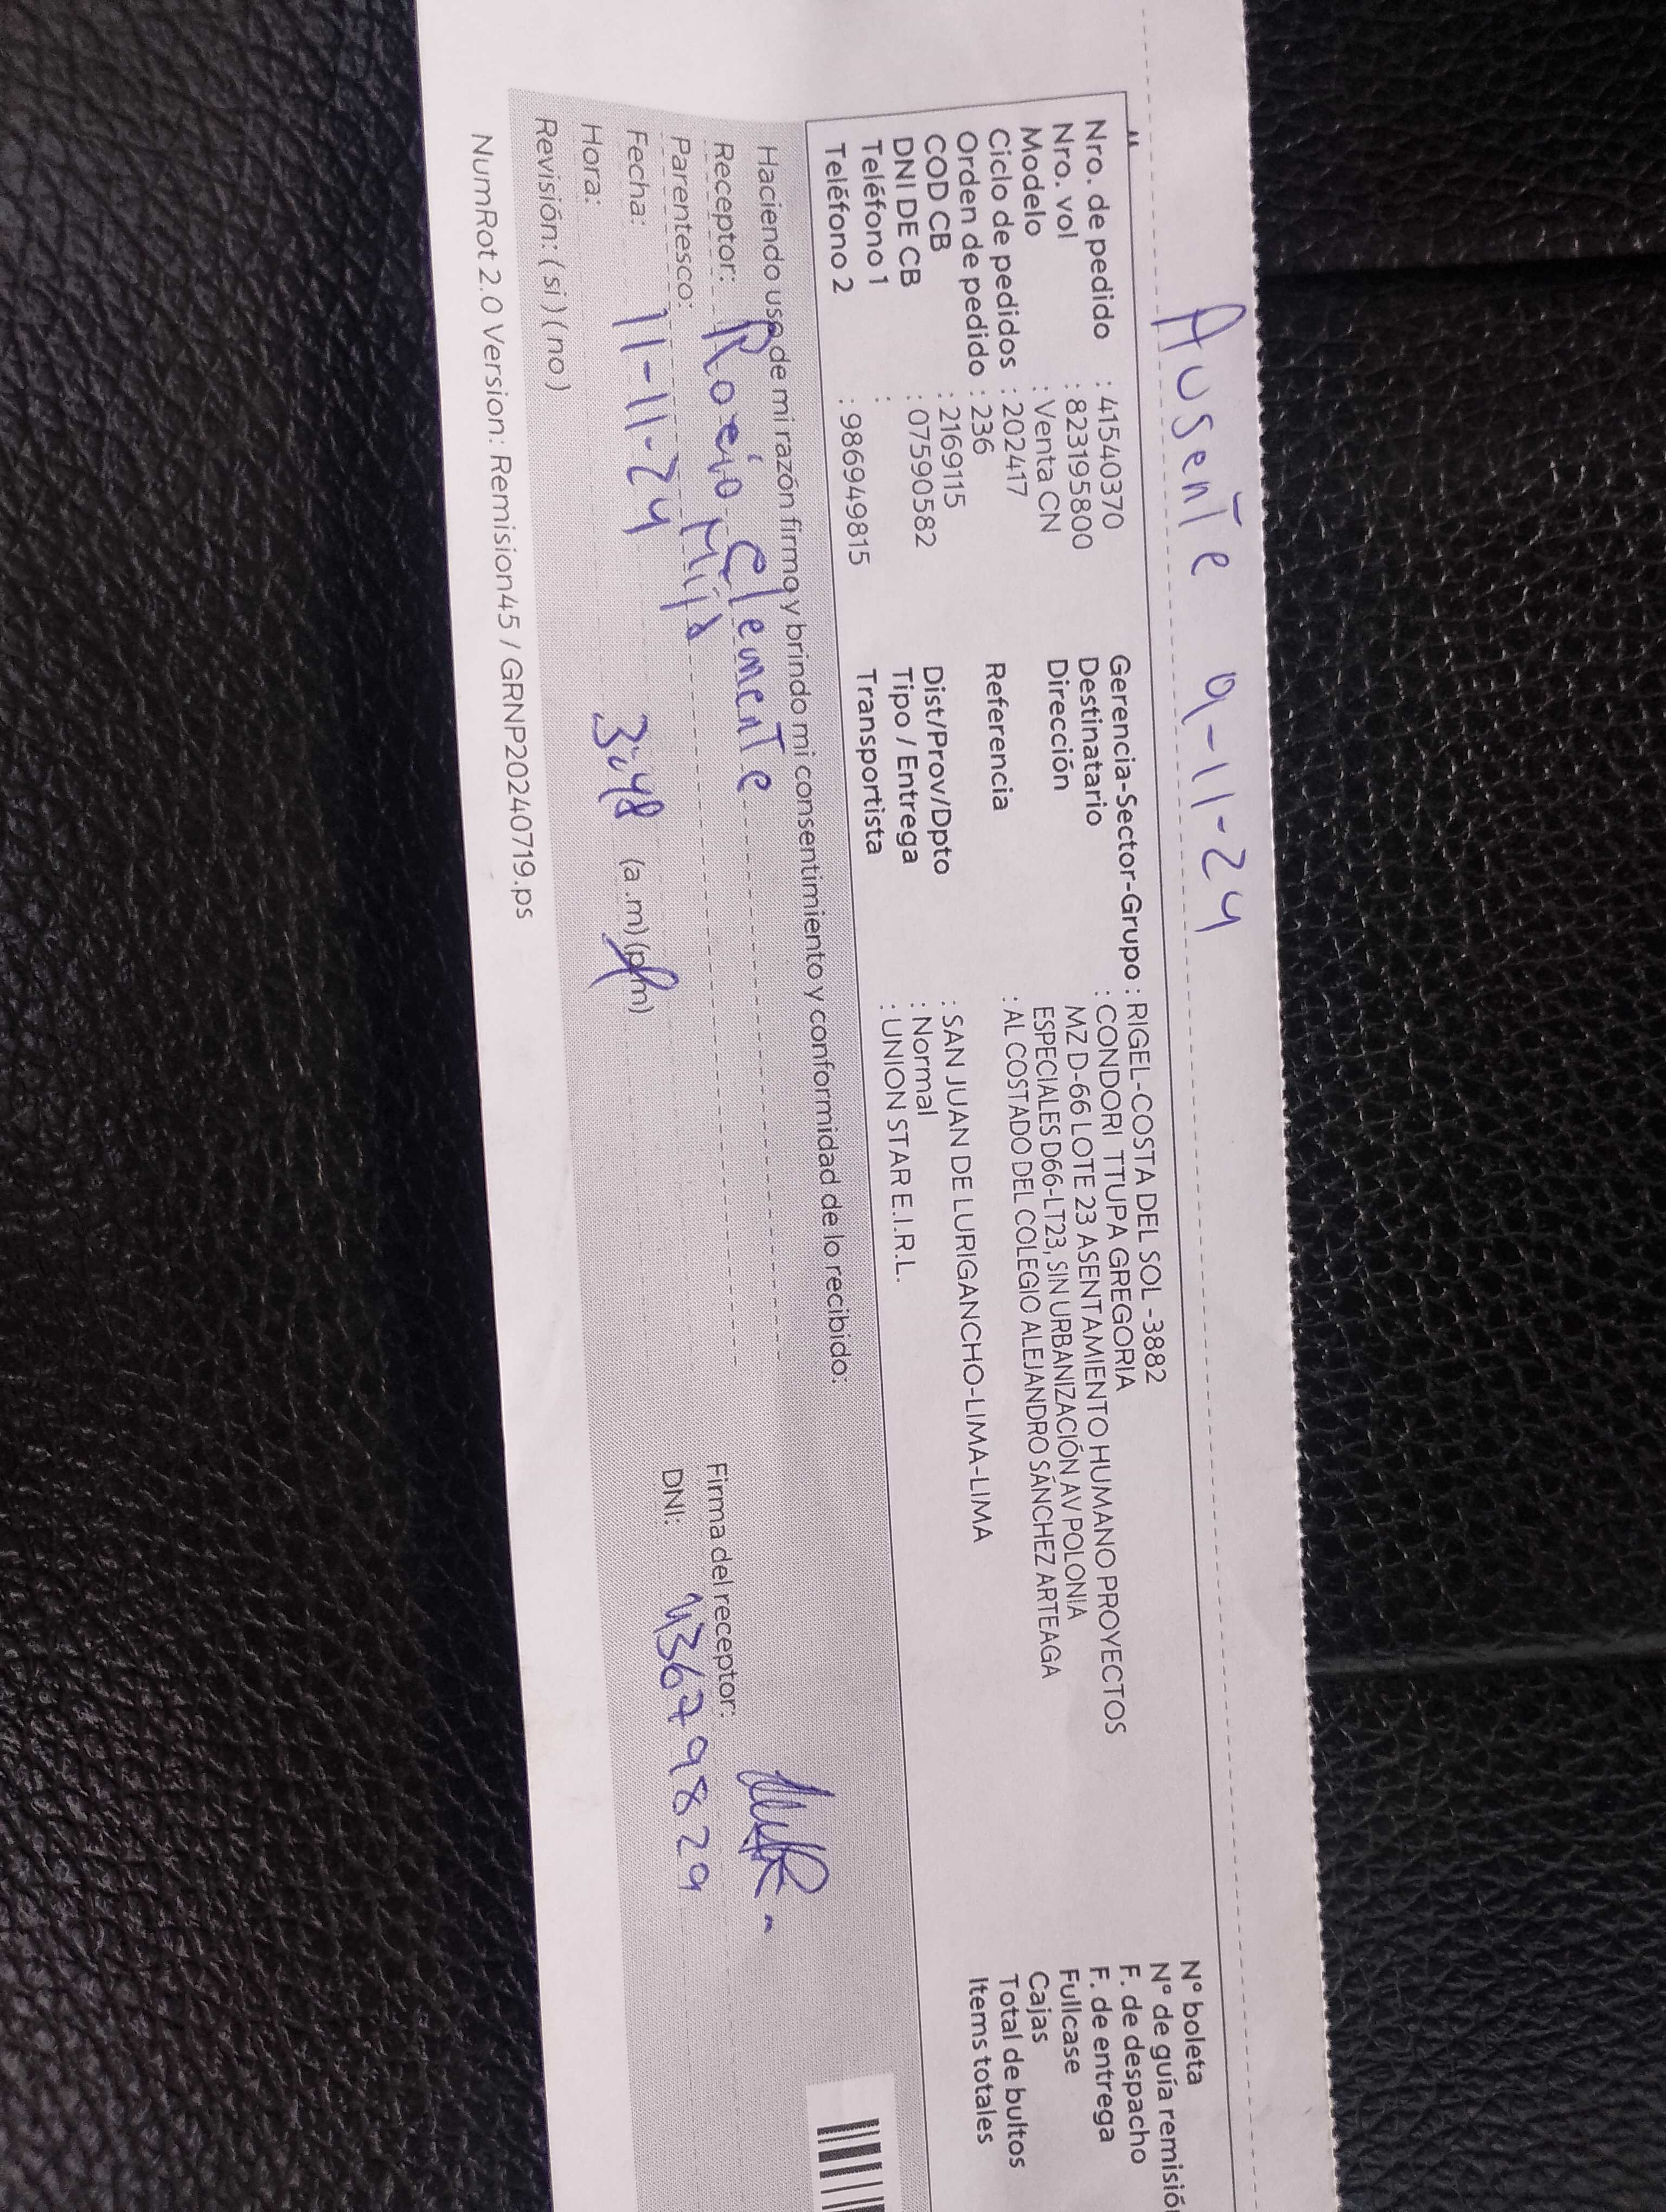 Ausente 9-11-24
Nro. de pedido : 41540370
Nro. vol : 823195800
Modelo : Venta CN
Ciclo de pedidos : 202417
Orden de pedido : 236
COD CB : 2169115
DNI DE CB : 07590582
Teléfono 1 :
Teléfono 2 : 986949815
Gerencia-Sector-Grupo : RIGEL-COSTA DEL SOL -3882
Destinatario : CONDORI TTUPA GREGORIA
Dirección MZ D-66 LOTE 23 ASENTAMIENTO HUMANO PROYECTOS
ESPECIALES D66-LT23, SIN URBANIZACIÓN AV POLONIA
Referencia : AL COSTADO DEL COLEGIO ALEJANDRO SÁNCHEZ ARTEAGA
Dist/Prov/Dpto : SAN JUAN DE LURIGANCHO-LIMA-LIMA
Tipo / Entrega : Normal
Transportista : UNION STAR E.I.R.L.
N° boleta
N° de guía remisió
F. de despacho
F. de entrega
Fullcase
Cajas
Total de bultos
Items totales
Haciendo uso de mi razón firmo y brindo mi consentimiento y conformidad de lo recibido:
Receptor: Rocío Clemente
Parentesco: Mija
Fecha: 11-11-24
Hora: 3:48 (a.m) (p.m)
Revisión: ( si ) ( no )
Firma del receptor:
DNI: 43679829
NumRot 2.0 Version: Remision45 / GRNP20240719.ps